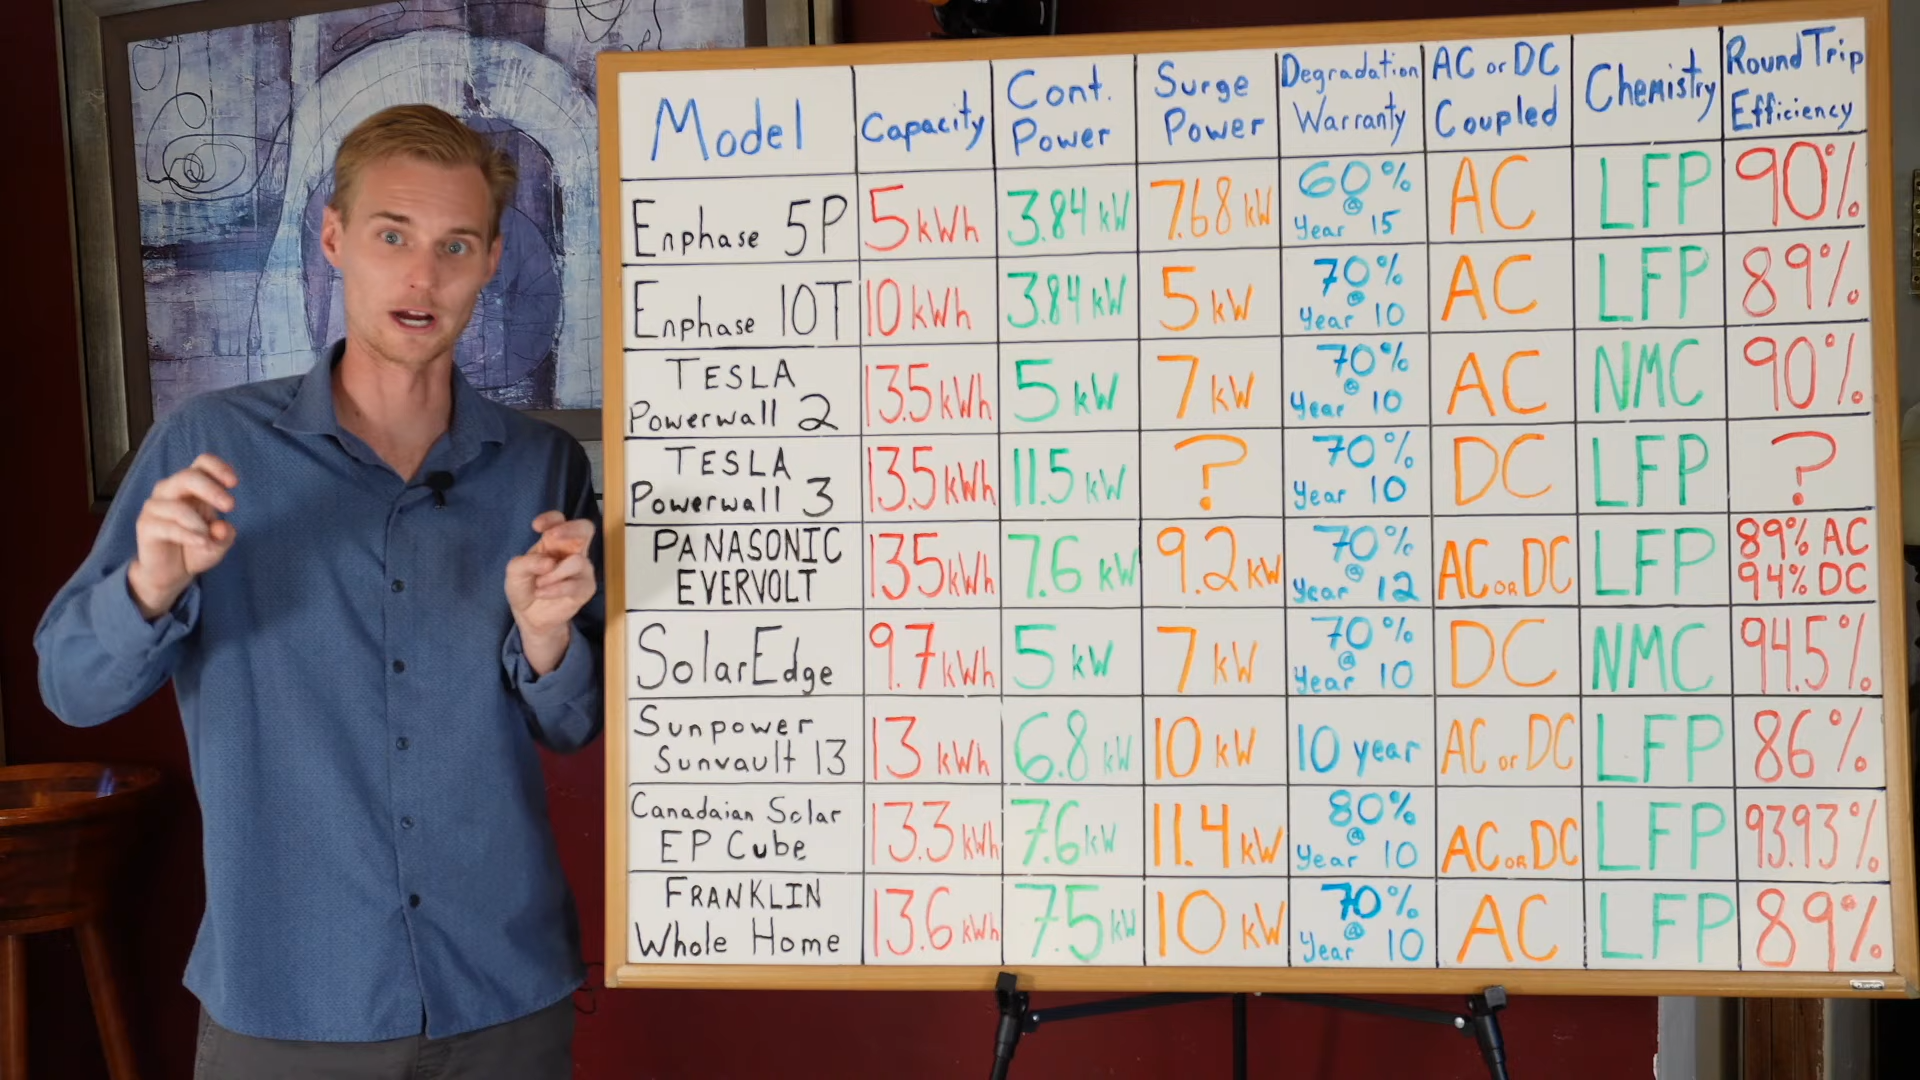 Model Capacity Cont. Power Surge Power Degradation Warranty AC or DC Coupled Chemistry Round Trip Efficiency
Enphase 5P 5 kWh 3.84 kW 7.68 kW 60% @ Year 15 AC LFP 90%
Enphase 10T 10 kWh 3.84 kW 5 kW 70% @ Year 10 AC LFP 89%
TESLA Powerwall 2 13.5 kWh 5 kW 7 kW 70% @ Year 10 AC NMC 90%
TESLA Powerwall 3 13.5 kWh 11.5 kW ? 70% @ Year 10 DC LFP ?
PANASONIC EVERVOLT 135 kWh 7.6 kW 9.2 kW 70% @ Year 12 AC OR DC LFP 89% AC 94% DC
SolarEdge 9.7 kWh 5 kW 7 kW 70% @ Year 10 DC NMC 94.5%
Sunpower Sunvault 13 13 kWh 6.8 kW 10 kW 10 year AC or DC LFP 86%
Canadaian Solar EP Cube 13.3 kWh 7.6 kW 11.4 kW 80% @ Year 10 AC OR DC LFP 93.93%
FRANKLIN Whole Home 13.6 kWh 7.5 kW 10 kW 70% @ Year 10 AC LFP 89%